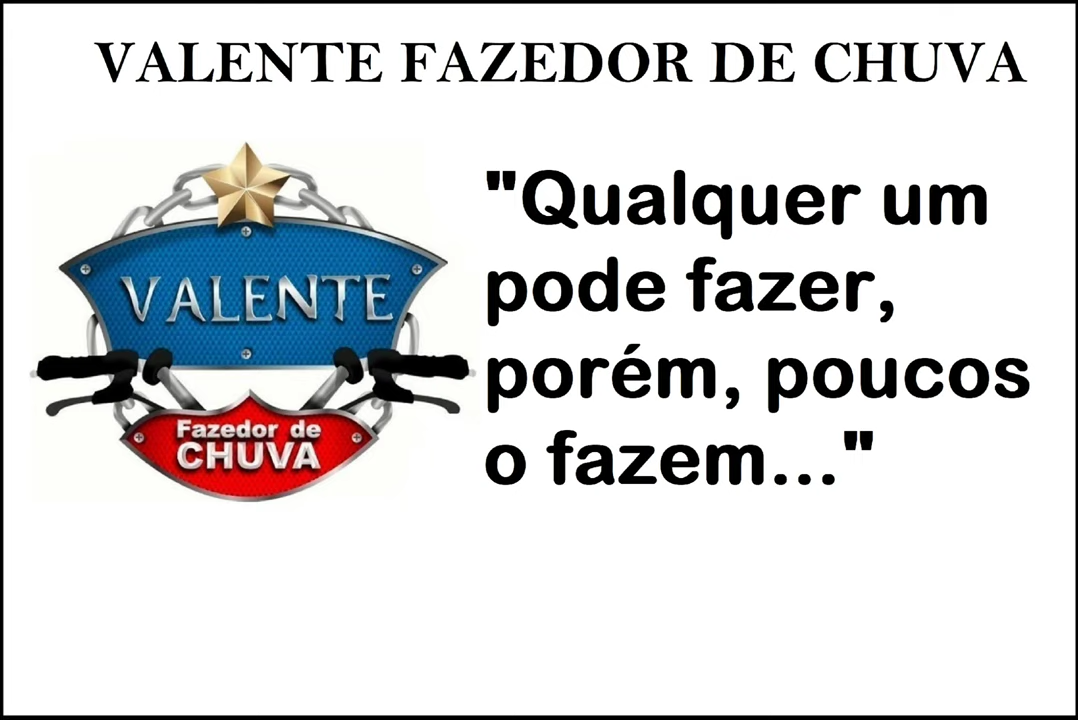 VALENTE FAZEDOR DE CHUVA
VALENTE
Fazedor de
CHUVA
"Qualquer um
pode fazer,
porém, poucos
o fazem..."